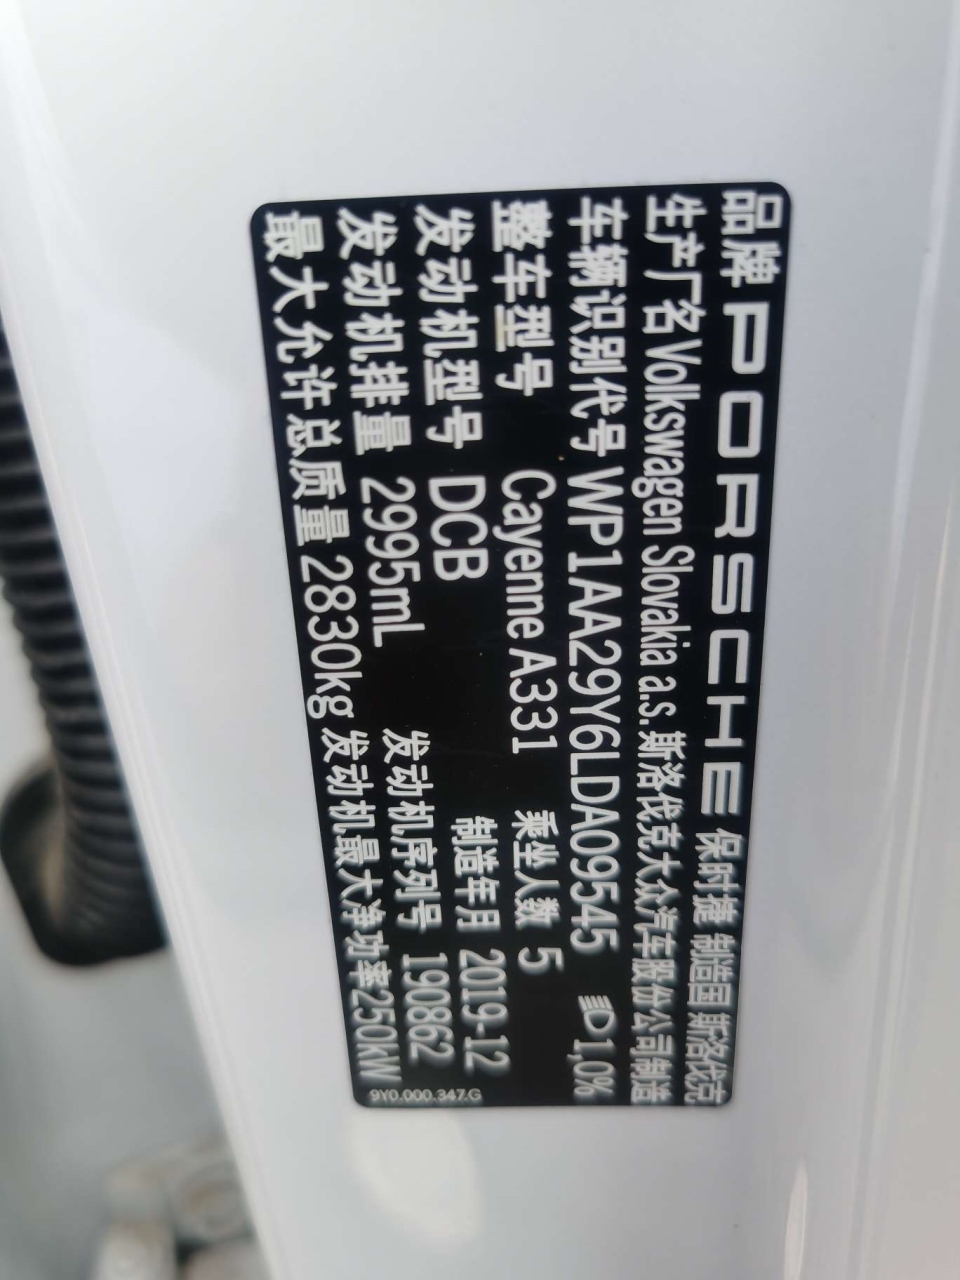 品牌 PORSCHE 保时捷 制造国 斯洛伐克
生产厂名 Volkswagen Slovakia a.s. 斯洛伐克大众汽车股份公司制造
车辆识别代号 WP1AA29Y6LDA09545 1,0%
整车型号 Cayenne A331 乘坐人数 5
发动机型号 DCB 制造年月 2019-12
发动机排量 2995mL 发动机序列号 190862
最大允许总质量 2830kg 发动机最大净功率250kW
9Y0.000.347.G